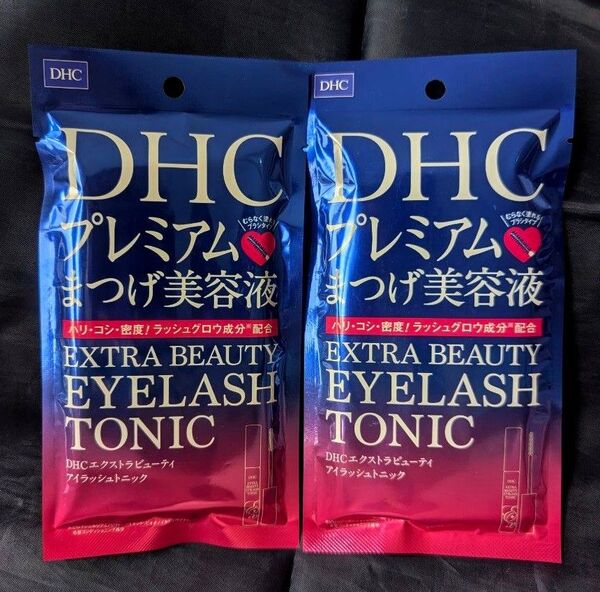 DHC
DHC
プレミアム
むらなく塗れる
ブラシタイプ
まつげ美容液
ハリ・コシ・密度!ラッシュグロウ成分※配合
EXTRA BEAUTY
EYELASH
TONIC
DHCエクストラビューティ
アイラッシュトニック
DHC
DHC
プレミアム
むらなく塗れる
ブラシタイプ
まつげ美容液
ハリ・コシ・密度!ラッシュグロウ成分※配合
EXTRA BEAUTY
EYELASH
TONIC
DHCエクストラビューティ
アイラッシュトニック
DHC
EXTRA
BEAUTY
EYELASH
TONIC